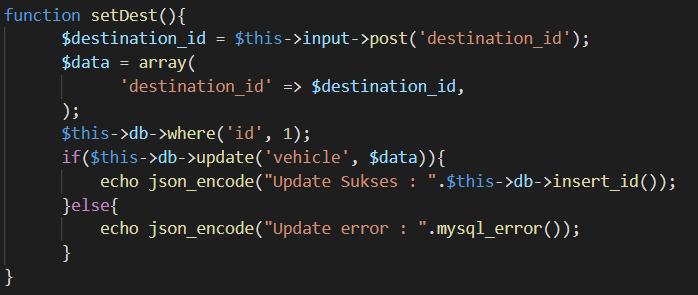 function setDest(){
$destination_id = $this->input->post('destination_id');
$data = array(
'destination_id' => $destination_id,
);
$this->db->where('id', 1);
if($this->db->update('vehicle', $data)){
echo json_encode("Update Sukses : ".$this->db->insert_id());
}else{
echo json_encode("Update error : ".mysql_error());
}
}